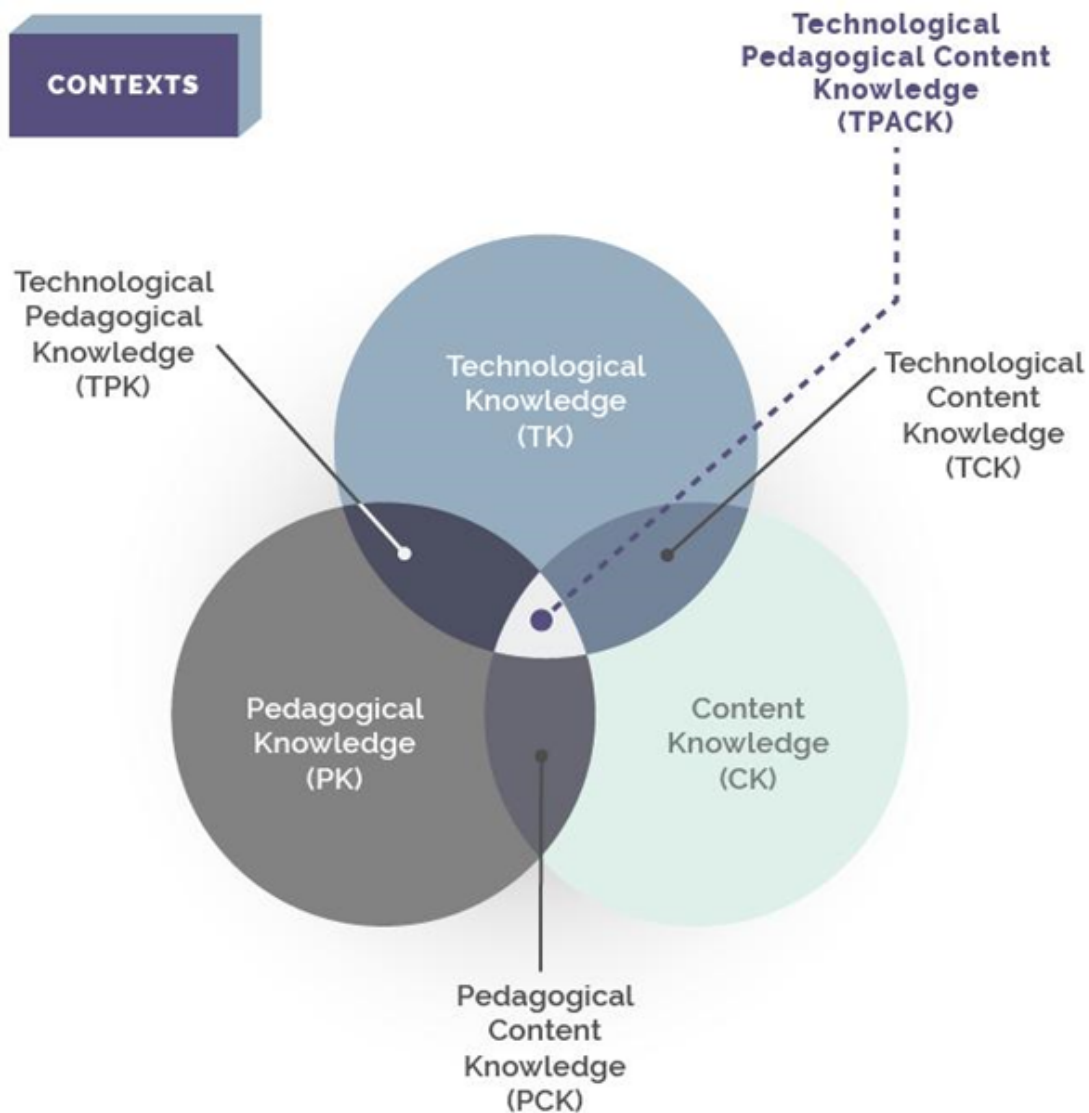 CONTEXTS
Technological
Pedagogical Content
Knowledge
(TPACK)
Technological
Pedagogical
Knowledge
(TPK)
Technological
Knowledge
(TK)
Technological
Content
Knowledge
(TCK)
Pedagogical
Knowledge
(PK)
Content
Knowledge
(CK)
Pedagogical
Content
Knowledge
(PCK)